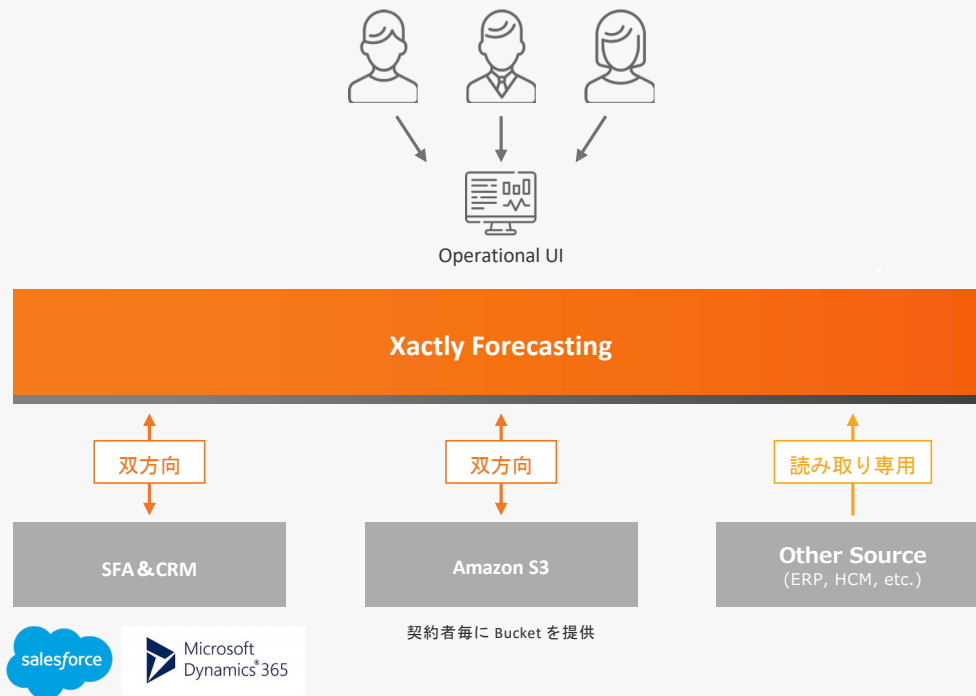 Operational UI
Xactly Forecasting
双方向
双方向
読み取り専用
SFA&CRM
Amazon S3
Other Source
(ERP, HCM, etc.)
契約者毎に Bucket を提供
salesforce
Microsoft
Dynamics® 365